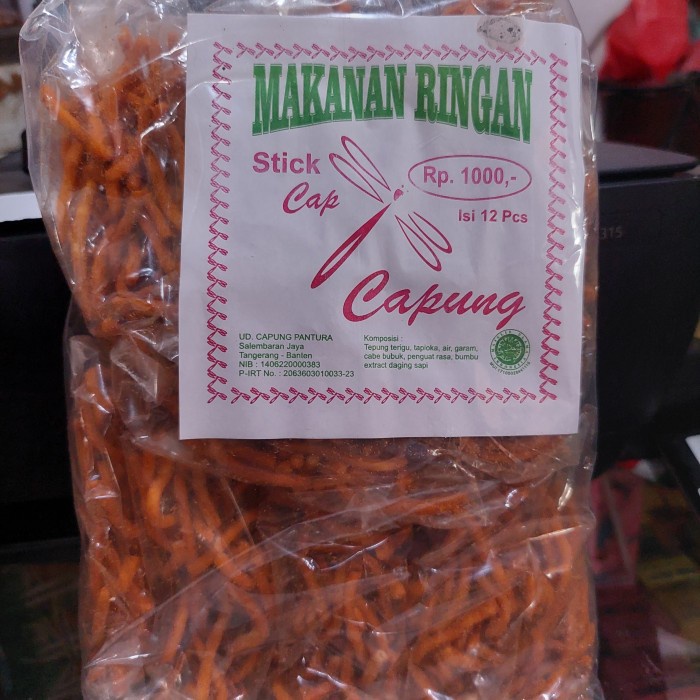 MAKANAN RINGAN
Stick
Cap
Rp. 1000,-
Isi 12 Pcs
Capung
UD. CAPUNG PANTURA
Salembaran Jaya
Tangerang - Banten
NIB : 1406220000383
P-IRT No. : 2063603010033-23
Komposisi :
Tepung terigu, tapioka, air, garam,
cabe bubuk, penguat rasa, bumbu
extract daging sapi
315